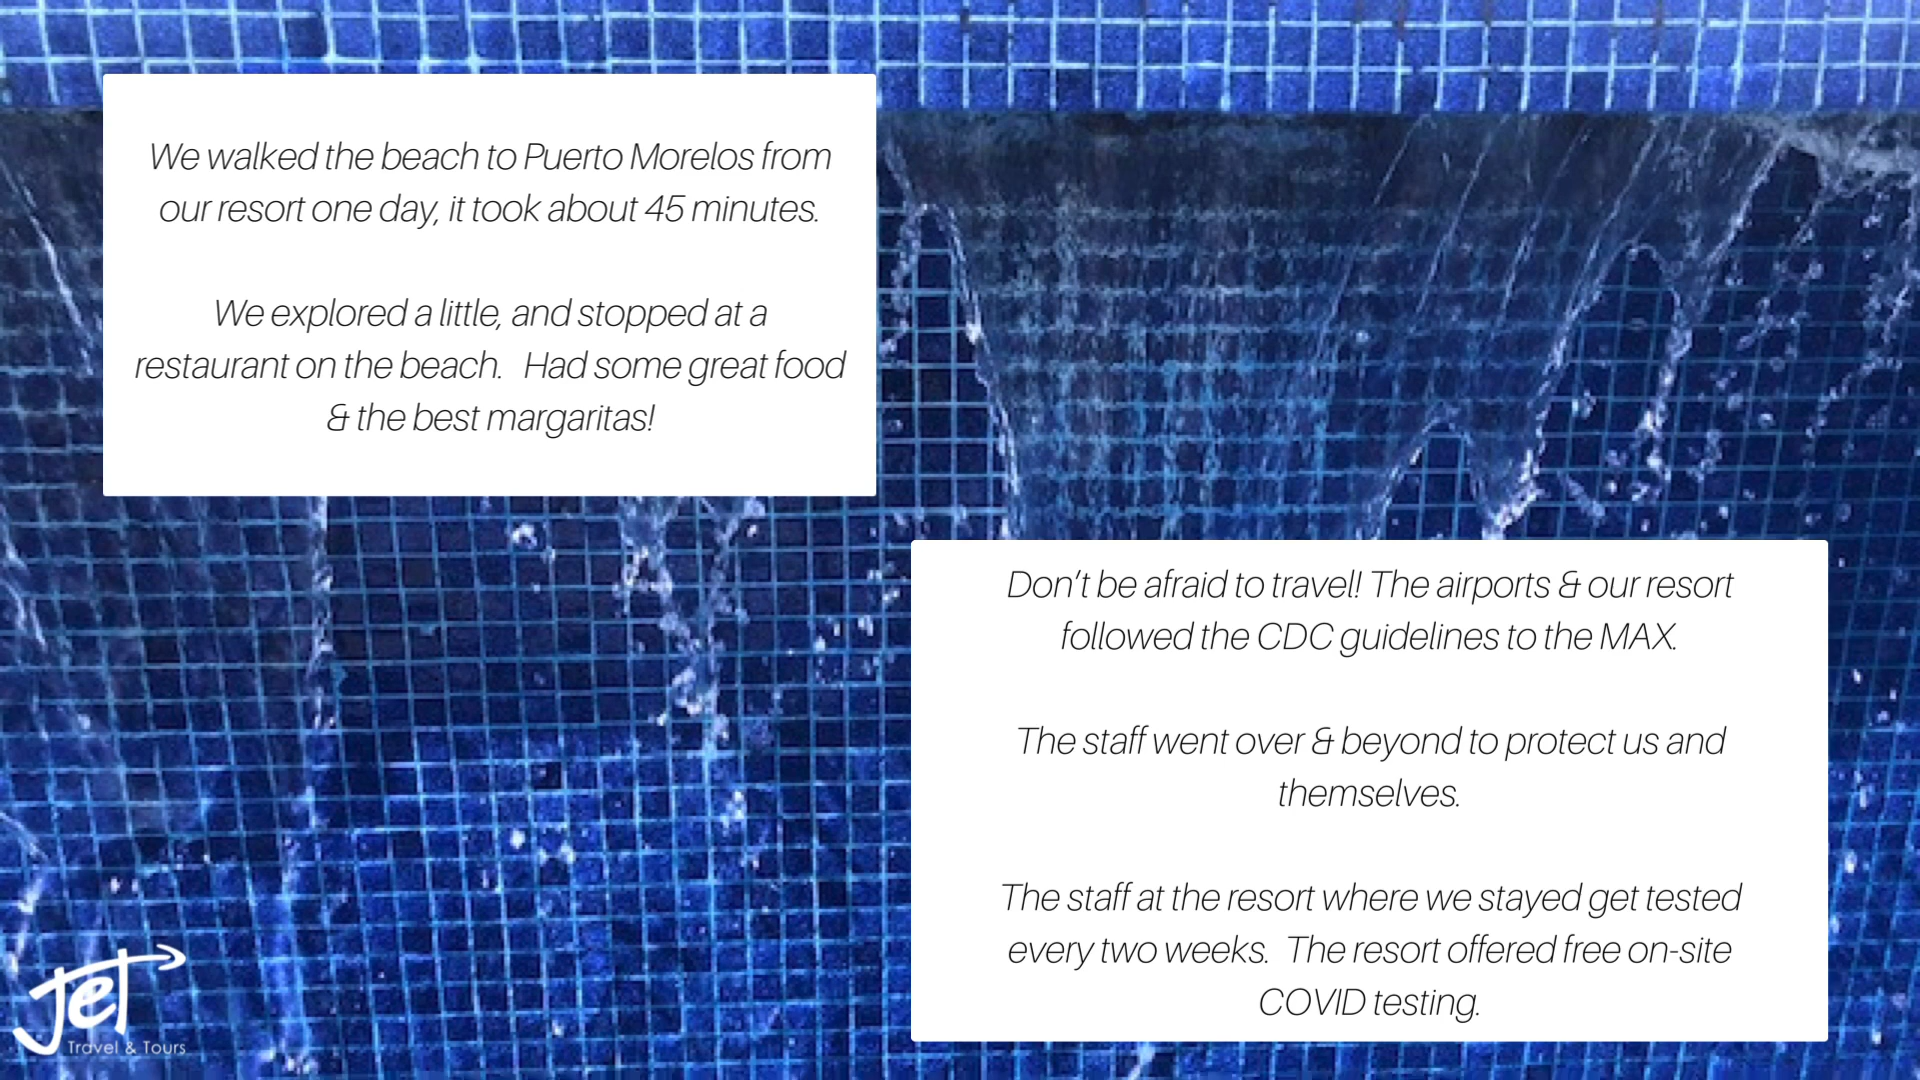 We walked the beach to Puerto Morelos from
our resort one day, it took about 45 minutes.
We explored a little, and stopped at a
restaurant on the beach.  Had some great food
& the best margaritas!
Don't be afraid to travel! The airports & our resort
followed the CDC guidelines to the MAX.
The staff went over & beyond to protect us and
themselves.
The staff at the resort where we stayed get tested
every two weeks.  The resort offered free on-site
COVID testing.
Jet
Travel & Tours